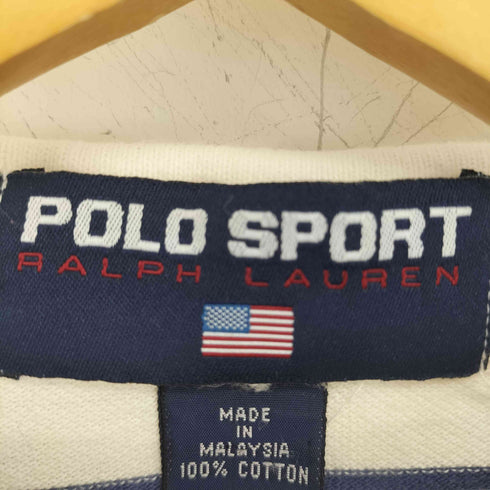 POLO SPORT
RALPH LAUREN
MADE
IN
MALAYSIA
100% COTTON